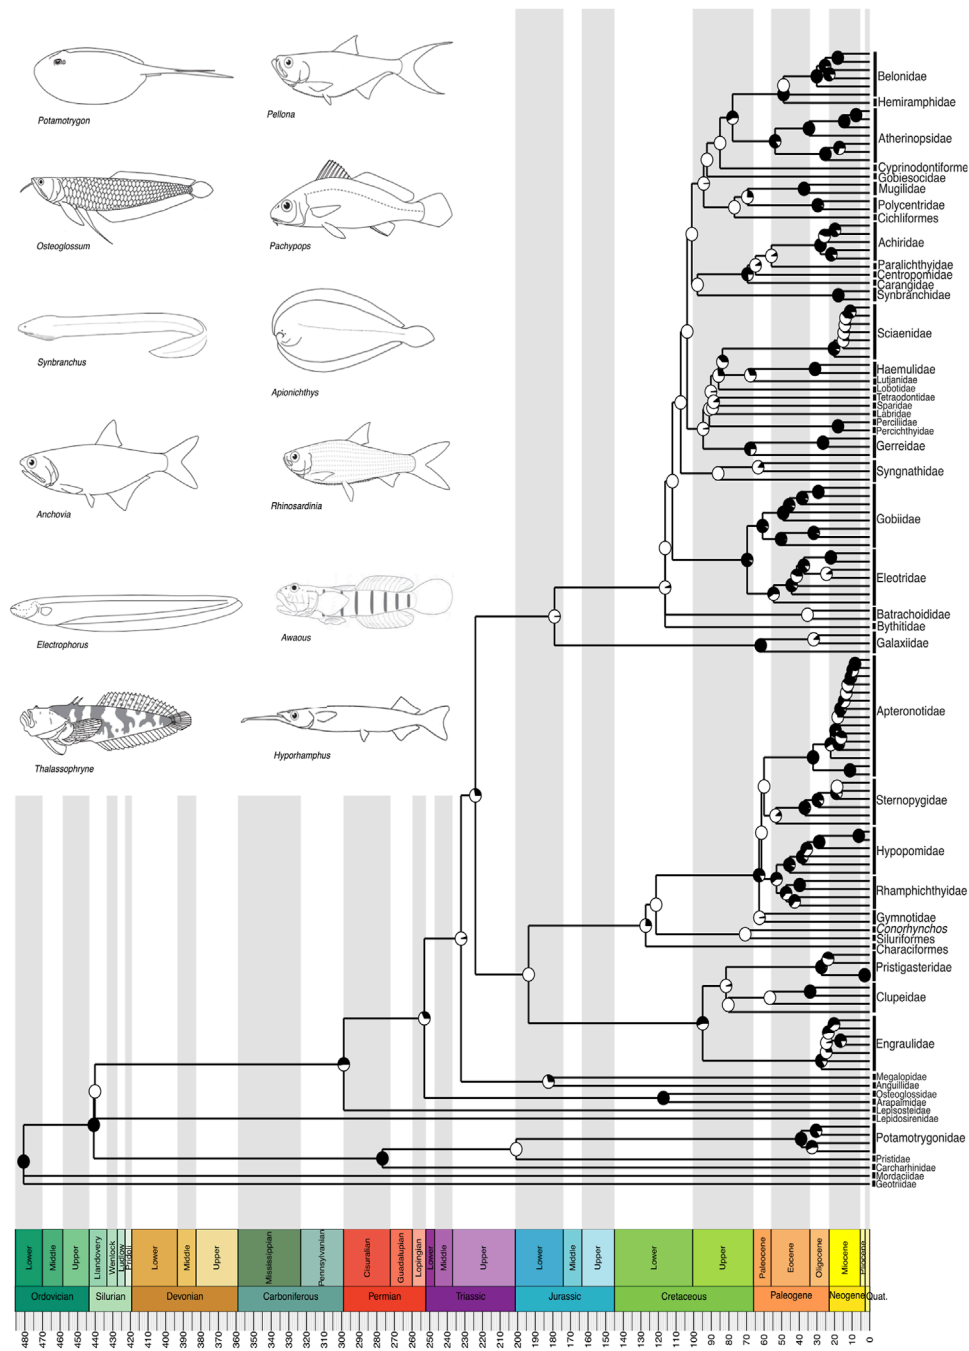 Potamotrygon
Pellona
Osteoglossum
Pachypops
Synbranchus
Apionichthys
Anchovia
Rhinosardinia
Electrophorus
Awaous
Thalassophryne
Hyporhamphus
Belonidae
Hemiramphidae
Atherinopsidae
Cyprinodontiforme
Gobiesocidae
Mugilidae
Polycentridae
Cichliformes
Achiridae
Paralichthyidae
Centropomidae
Carangidae
Synbranchidae
Sciaenidae
Haemulidae
Lutjanidae
Lobotidae
Tetraodontidae
Sparidae
Labridae
Perciliidae
Percichthyidae
Gerreidae
Syngnathidae
Gobiidae
Eleotridae
Batrachoididae
Bythitidae
Galaxiidae
Apteronotidae
Sternopygidae
Hypopomidae
Rhamphichthyidae
Gymnotidae
Conorhynchos
Siluriformes
Characiformes
Pristigasteridae
Clupeidae
Engraulidae
Megalopidae
Anguillidae
Osteoglossidae
Arapaimidae
Lepisosteidae
Lepidosirenidae
Potamotrygonidae
Pristidae
Carcharhinidae
Mordaciidae
Geotriidae
Lower Middle Upper Llandovery Wenlock Ludlow Pridoli Lower Middle Upper Mississippian Pennsylvanian Cisuralian Guadalupian Lopingian Lower Middle Upper Lower Middle Upper Lower Upper Paleocene Eocene Oligocene Miocene Pliocene
Ordovician Silurian Devonian Carboniferous Permian Triassic Jurassic Cretaceous Paleogene Neogene Quat.
480 470 460 450 440 430 420 410 400 390 380 370 360 350 340 330 320 310 300 290 280 270 260 250 240 230 220 210 200 190 180 170 160 150 140 130 120 110 100 90 80 70 60 50 40 30 20 10 0